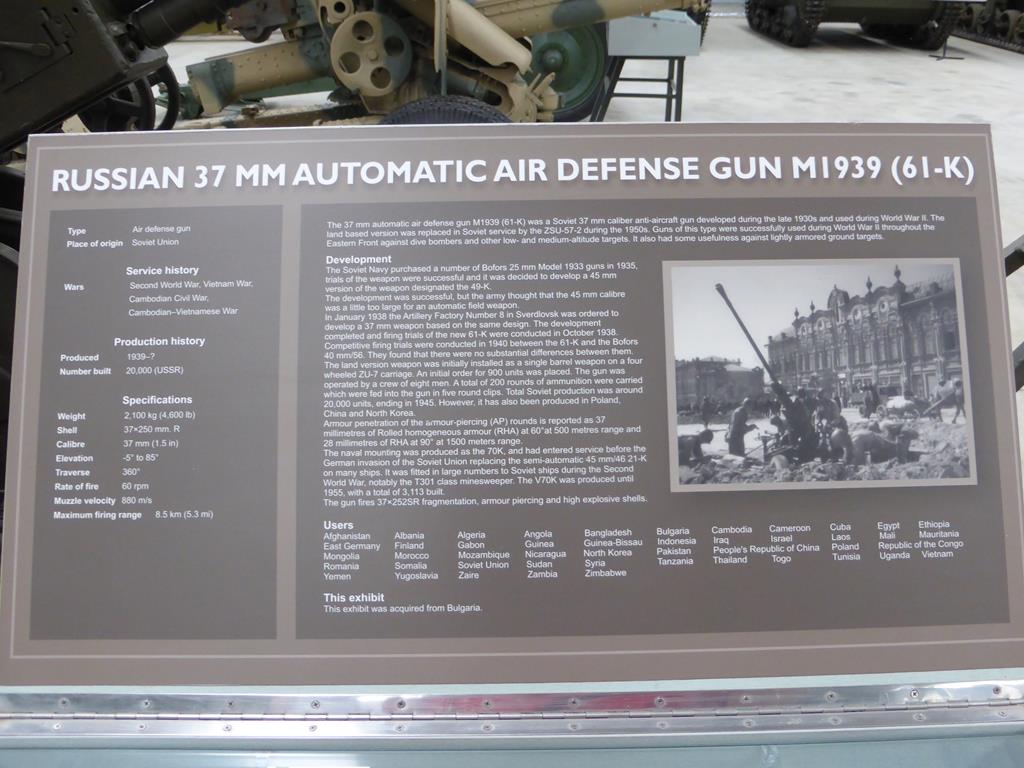 RUSSIAN 37 MM AUTOMATIC AIR DEFENSE GUN M1939 (61-K)
Type Air defense gun
Place of origin Soviet Union
Service history
Wars Second World War, Vietnam War,
Cambodian Civil War,
Cambodian–Vietnamese War
Production history
Produced 1939–?
Number built 20,000 (USSR)
Specifications
Weight 2,100 kg (4,600 lb)
Shell 37×250 mm. R
Calibre 37 mm (1.5 in)
Elevation -5° to 85°
Traverse 360°
Rate of fire 60 rpm
Muzzle velocity 880 m/s
Maximum firing range 8.5 km (5.3 mi)
The 37 mm automatic air defense gun M1939 (61-K) was a Soviet 37 mm caliber anti-aircraft gun developed during the late 1930s and used during World War II. The
land based version was replaced in Soviet service by the ZSU-57-2 during the 1950s. Guns of this type were successfully used during World War II throughout the
Eastern Front against dive bombers and other low- and medium-altitude targets. It also had some usefulness against lightly armored ground targets.
Development
The Soviet Navy purchased a number of Bofors 25 mm Model 1933 guns in 1935,
trials of the weapon were successful and it was decided to develop a 45 mm
version of the weapon designated the 49-K.
The development was successful, but the army thought that the 45 mm calibre
was a little too large for an automatic field weapon.
In January 1938 the Artillery Factory Number 8 in Sverdlovsk was ordered to
develop a 37 mm weapon based on the same design. The development
completed and firing trials of the new 61-K were conducted in October 1938.
Competitive firing trials were conducted in 1940 between the 61-K and the Bofors
40 mm/56. They found that there were no substantial differences between them.
The land version weapon was initially installed as a single barrel weapon on a four
wheeled ZU-7 carriage. An initial order for 900 units was placed. The gun was
operated by a crew of eight men. A total of 200 rounds of ammunition were carried
which were fed into the gun in five round clips. Total Soviet production was around
20,000 units, ending in 1945. However, it has also been produced in Poland,
China and North Korea.
Armour penetration of the armour-piercing (AP) rounds is reported as 37
millimetres of Rolled homogeneous armour (RHA) at 60°at 500 metres range and
28 millimetres of RHA at 90° at 1500 meters range.
The naval mounting was produced as the 70K, and had entered service before the
German invasion of the Soviet Union replacing the semi-automatic 45 mm/46 21-K
on many ships. It was fitted in large numbers to Soviet ships during the Second
World War, notably the T301 class minesweeper. The V70K was produced until
1955, with a total of 3,113 built.
The gun fires 37×252SR fragmentation, armour piercing and high explosive shells.
Users
Afghanistan Albania Algeria Angola Bangladesh Bulgaria Cambodia Cameroon Cuba Egypt Ethiopia
East Germany Finland Gabon Guinea Guinea-Bissau Indonesia Iraq Israel Laos Mali Mauritania
Mongolia Morocco Mozambique Nicaragua North Korea Pakistan People's Republic of China Poland Republic of the Congo
Romania Somalia Soviet Union Sudan Syria Tanzania Thailand Togo Tunisia Uganda Vietnam
Yemen Yugoslavia Zaire Zambia Zimbabwe
This exhibit
This exhibit was acquired from Bulgaria.